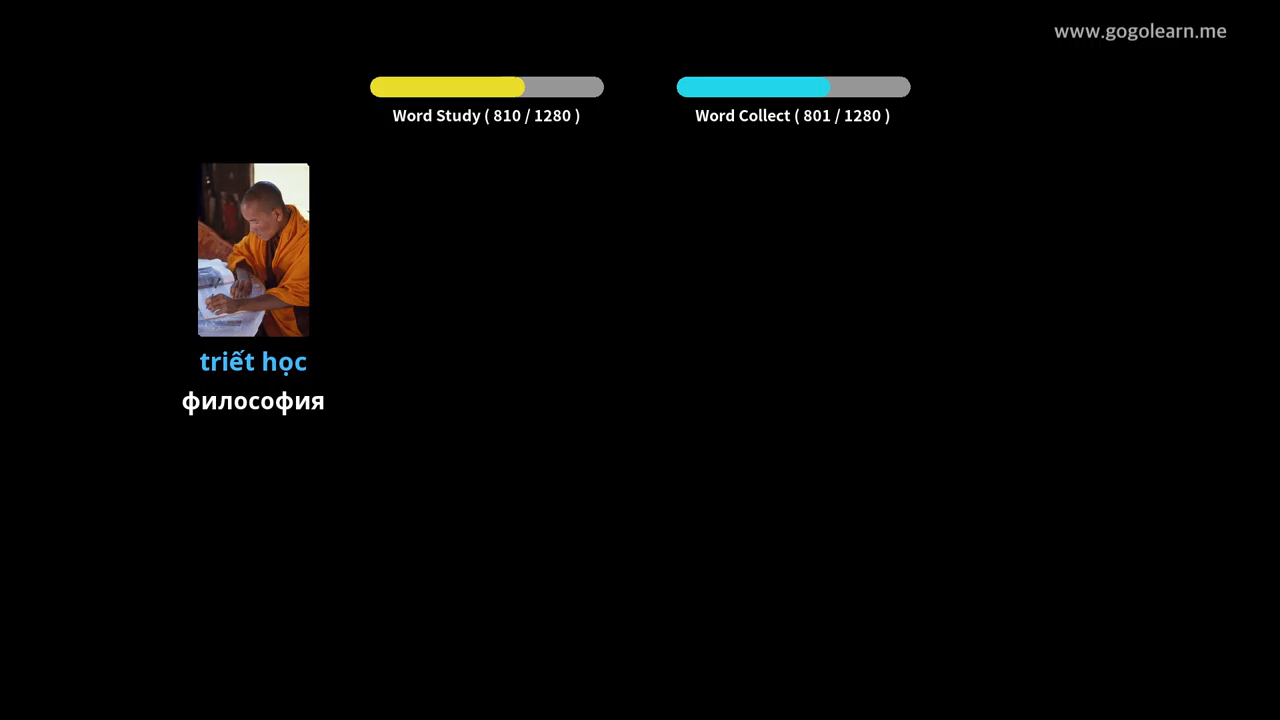 www.gogolearn.me
Word Study ( 810 / 1280 )
Word Collect ( 801 / 1280 )
triết học
философия